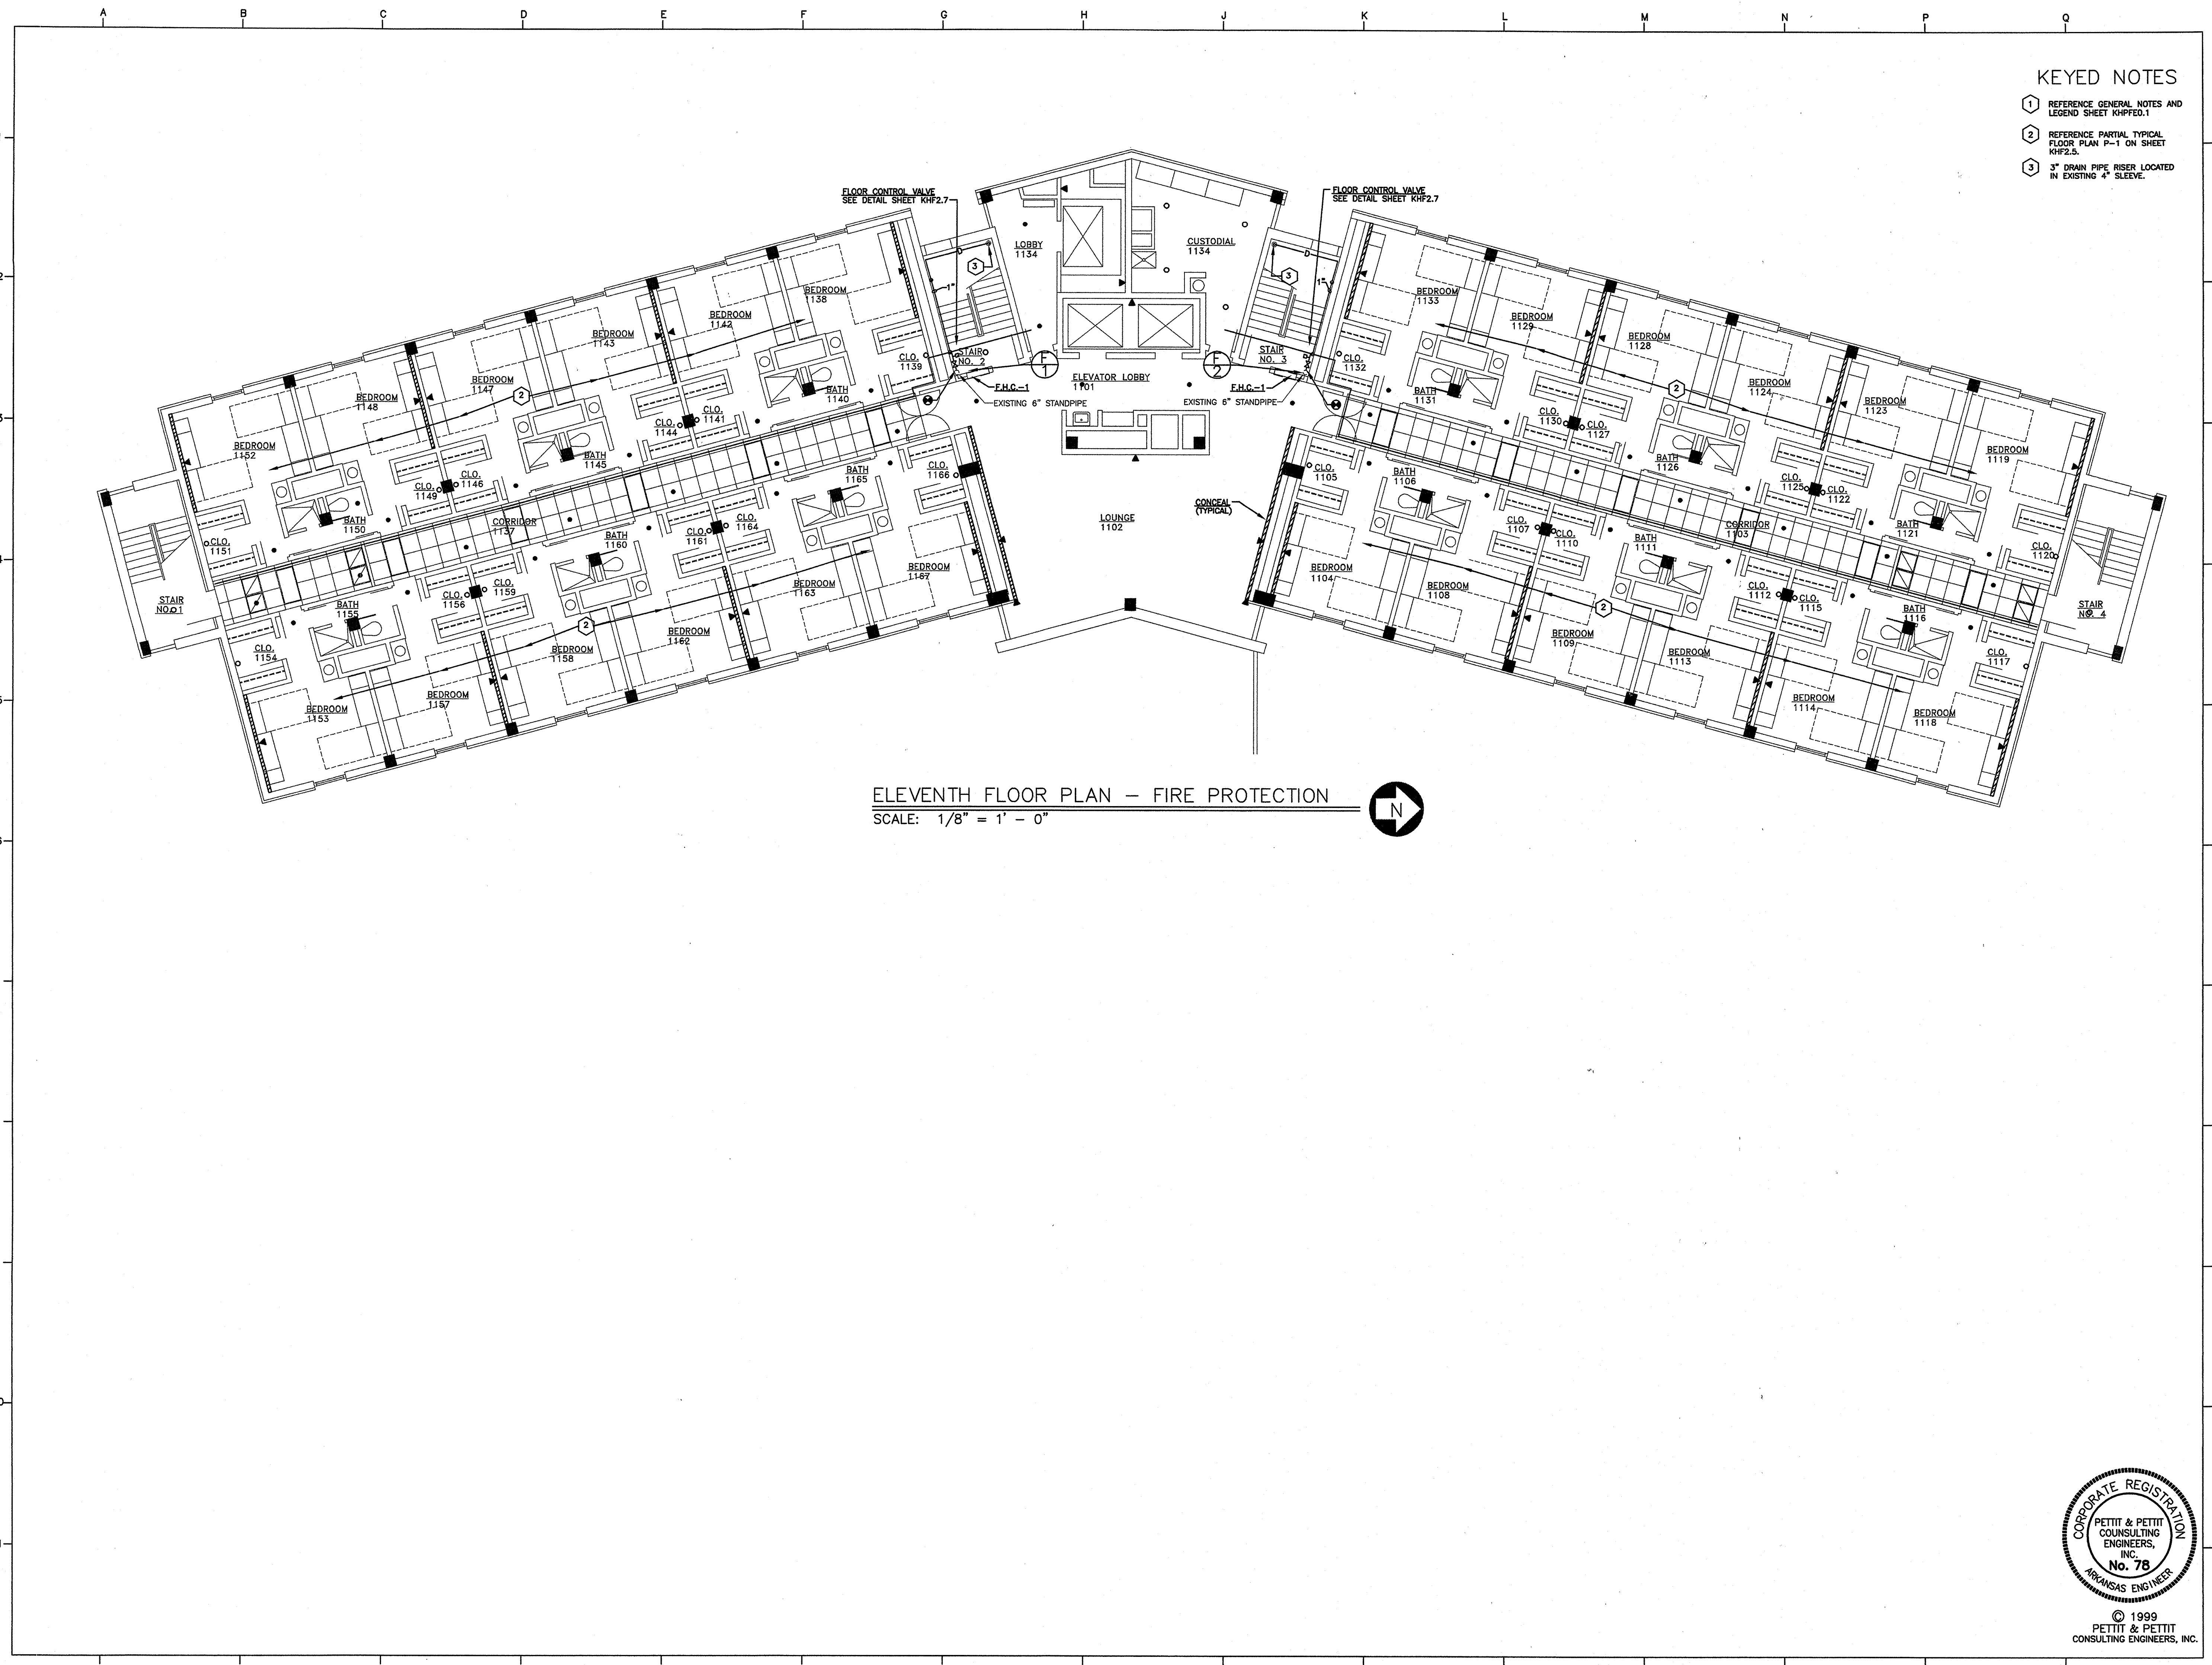 A B C D E F G H J K L M N P Q
KEYED NOTES
1 REFERENCE GENERAL NOTES AND
LEGEND SHEET KHPFE0.1
2 REFERENCE PARTIAL TYPICAL
FLOOR PLAN P-1 ON SHEET
KHF2.5.
3 3" DRAIN PIPE RISER LOCATED
IN EXISTING 4" SLEEVE.
FLOOR CONTROL VALVE
SEE DETAIL SHEET KHF2.7
FLOOR CONTROL VALVE
SEE DETAIL SHEET KHF2.7
LOBBY
1134
CUSTODIAL
1134
D
3
1"
D
3
1"
STAIR
NO. 2
STAIR
NO. 3
F
1
F
2
F.H.C.-1
F.H.C.-1
EXISTING 6" STANDPIPE
EXISTING 6" STANDPIPE
ELEVATOR LOBBY
1101
LOUNGE
1102
CONCEAL
(TYPICAL)
BEDROOM
1138
BEDROOM
1142
BEDROOM
1143
BEDROOM
1147
BEDROOM
1148
BEDROOM
1152
2
CLO.
1139
BATH
1140
CLO.
1141
CLO.
1144
BATH
1145
CLO.
1146
CLO.
1149
BATH
1150
CLO.
1151
CORRIDOR
1137
STAIR
NO. 1
CLO.
1154
BATH
1155
CLO.
1156
CLO.
1159
BATH
1160
CLO.
1161
CLO.
1164
BATH
1165
CLO.
1166
BEDROOM
1153
BEDROOM
1157
BEDROOM
1158
BEDROOM
1162
BEDROOM
1163
BEDROOM
1167
2
BEDROOM
1133
BEDROOM
1129
BEDROOM
1128
BEDROOM
1124
BEDROOM
1123
BEDROOM
1119
2
CLO.
1132
BATH
1131
CLO.
1130
CLO.
1127
BATH
1126
CLO.
1125
CLO.
1122
BATH
1121
CLO.
1120
CORRIDOR
1103
STAIR
NO. 4
CLO.
1105
BATH
1106
CLO.
1107
CLO.
1110
BATH
1111
CLO.
1112
CLO.
1115
BATH
1116
CLO.
1117
BEDROOM
1104
BEDROOM
1108
BEDROOM
1109
BEDROOM
1113
BEDROOM
1114
BEDROOM
1118
2
ELEVENTH FLOOR PLAN – FIRE PROTECTION
SCALE: 1/8" = 1' - 0"
N
CORPORATE REGISTRATION
PETTIT & PETTIT
COUNSULTING
ENGINEERS,
INC.
No. 78
ARKANSAS ENGINEER
© 1999
PETTIT & PETTIT
CONSULTING ENGINEERS, INC.